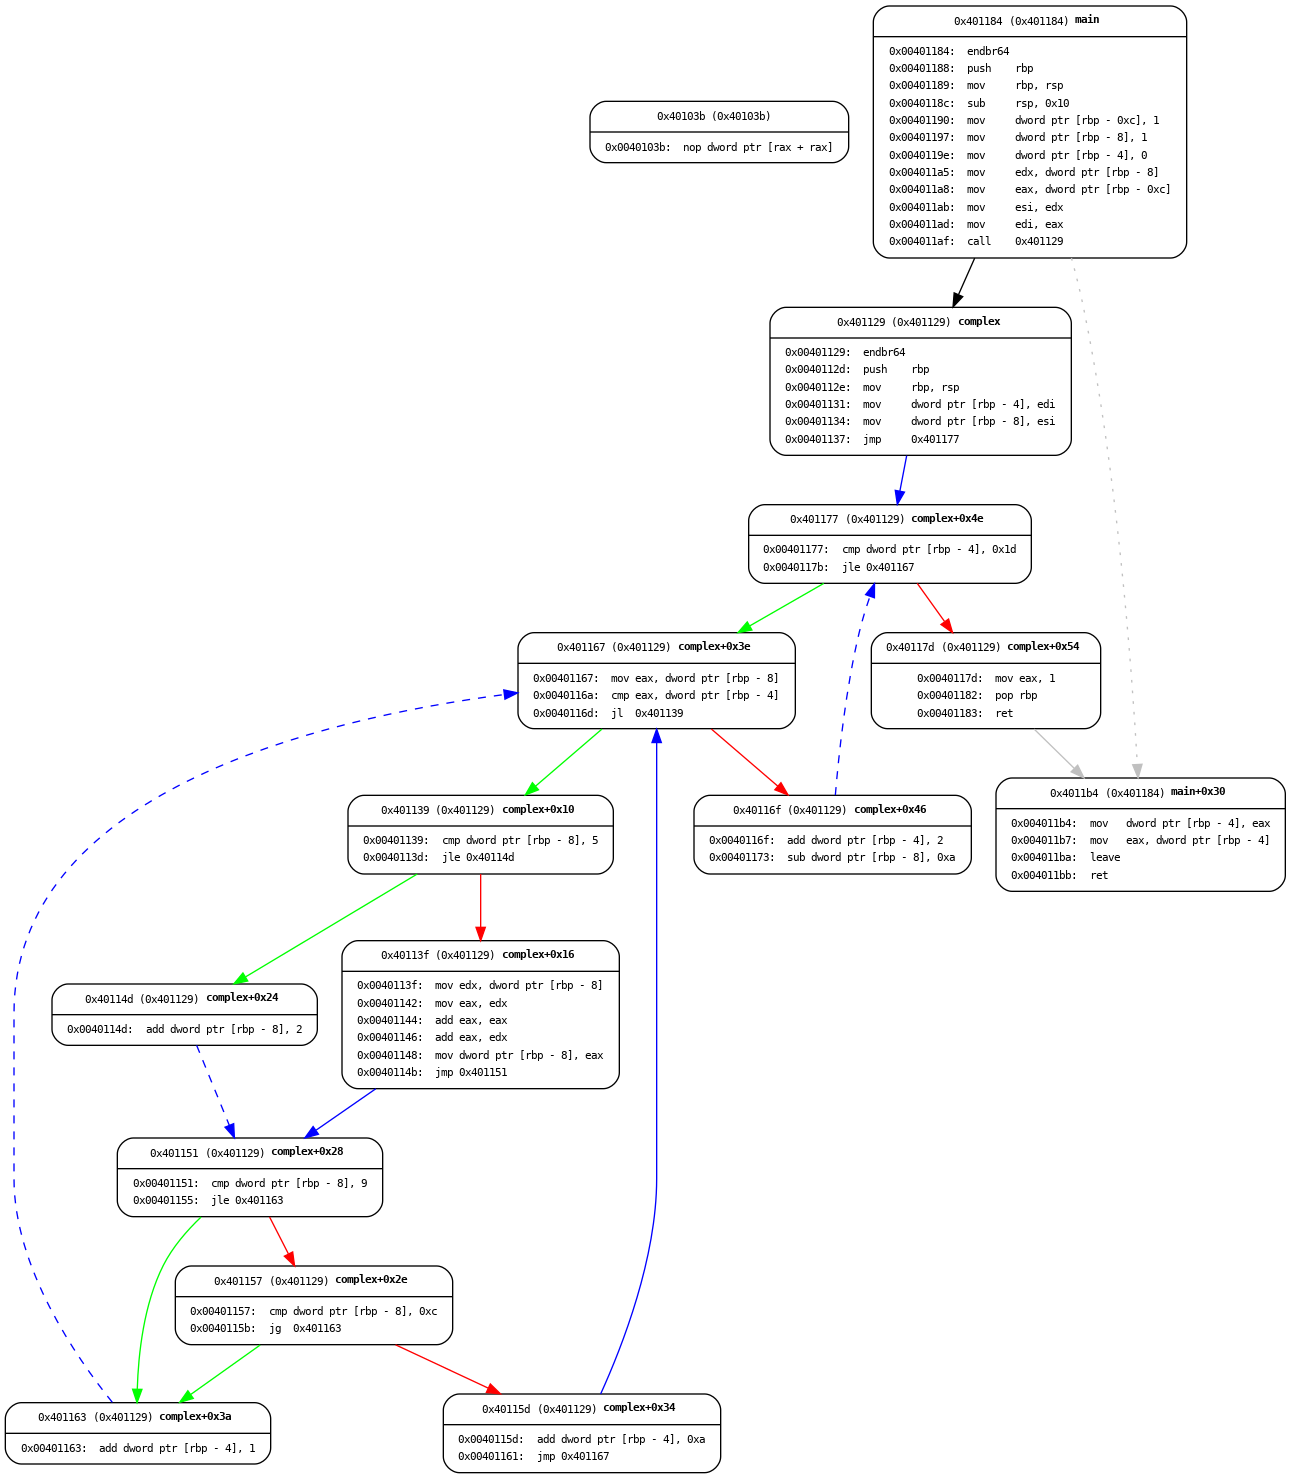 0x401184 (0x401184) main
0x00401184: endbr64
0x00401188: push rbp
0x00401189: mov rbp, rsp
0x0040118c: sub rsp, 0x10
0x00401190: mov dword ptr [rbp - 0xc], 1
0x00401197: mov dword ptr [rbp - 8], 1
0x0040119e: mov dword ptr [rbp - 4], 0
0x004011a5: mov edx, dword ptr [rbp - 8]
0x004011a8: mov eax, dword ptr [rbp - 0xc]
0x004011ab: mov esi, edx
0x004011ad: mov edi, eax
0x004011af: call 0x401129
0x40103b (0x40103b)
0x0040103b: nop dword ptr [rax + rax]
0x401129 (0x401129) complex
0x00401129: endbr64
0x0040112d: push rbp
0x0040112e: mov rbp, rsp
0x00401131: mov dword ptr [rbp - 4], edi
0x00401134: mov dword ptr [rbp - 8], esi
0x00401137: jmp 0x401177
0x401177 (0x401129) complex+0x4e
0x00401177: cmp dword ptr [rbp - 4], 0x1d
0x0040117b: jle 0x401167
0x401167 (0x401129) complex+0x3e
0x00401167: mov eax, dword ptr [rbp - 8]
0x0040116a: cmp eax, dword ptr [rbp - 4]
0x0040116d: jl 0x401139
0x40117d (0x401129) complex+0x54
0x0040117d: mov eax, 1
0x00401182: pop rbp
0x00401183: ret
0x401139 (0x401129) complex+0x10
0x00401139: cmp dword ptr [rbp - 8], 5
0x0040113d: jle 0x40114d
0x40116f (0x401129) complex+0x46
0x0040116f: add dword ptr [rbp - 4], 2
0x00401173: sub dword ptr [rbp - 8], 0xa
0x4011b4 (0x401184) main+0x30
0x004011b4: mov dword ptr [rbp - 4], eax
0x004011b7: mov eax, dword ptr [rbp - 4]
0x004011ba: leave
0x004011bb: ret
0x40113f (0x401129) complex+0x16
0x0040113f: mov edx, dword ptr [rbp - 8]
0x00401142: mov eax, edx
0x00401144: add eax, eax
0x00401146: add eax, edx
0x00401148: mov dword ptr [rbp - 8], eax
0x0040114b: jmp 0x401151
0x40114d (0x401129) complex+0x24
0x0040114d: add dword ptr [rbp - 8], 2
0x401151 (0x401129) complex+0x28
0x00401151: cmp dword ptr [rbp - 8], 9
0x00401155: jle 0x401163
0x401157 (0x401129) complex+0x2e
0x00401157: cmp dword ptr [rbp - 8], 0xc
0x0040115b: jg 0x401163
0x401163 (0x401129) complex+0x3a
0x00401163: add dword ptr [rbp - 4], 1
0x40115d (0x401129) complex+0x34
0x0040115d: add dword ptr [rbp - 4], 0xa
0x00401161: jmp 0x401167